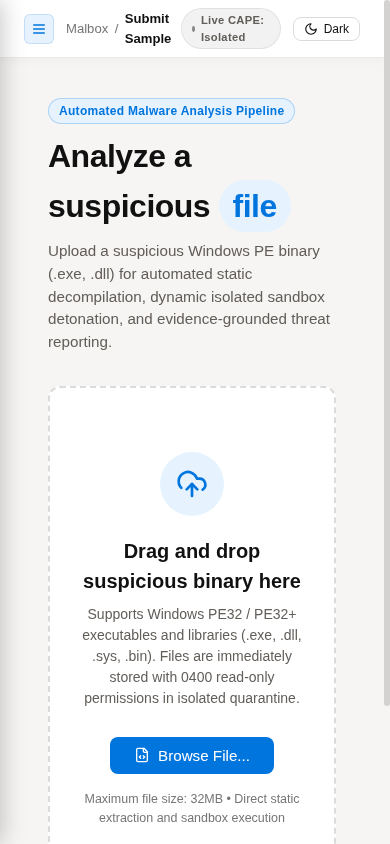 Malbox / Submit Sample
Live CAPE: Isolated
Dark
Automated Malware Analysis Pipeline
Analyze a
suspicious file
Upload a suspicious Windows PE binary
(.exe, .dll) for automated static
decompilation, dynamic isolated sandbox
detonation, and evidence-grounded threat
reporting.
Drag and drop
suspicious binary here
Supports Windows PE32 / PE32+
executables and libraries (.exe, .dll,
.sys, .bin). Files are immediately
stored with 0400 read-only
permissions in isolated quarantine.
Browse File...
Maximum file size: 32MB • Direct static
extraction and sandbox execution